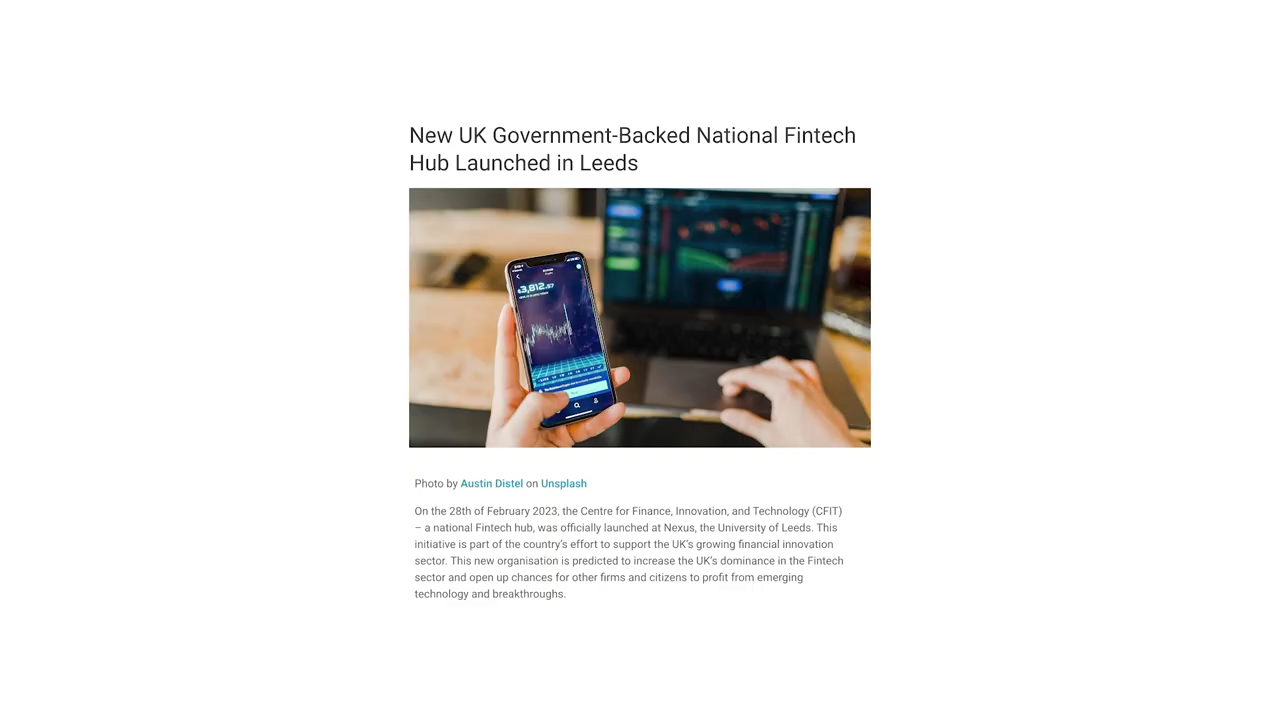 New UK Government-Backed National Fintech
Hub Launched in Leeds
3,812.57
Photo by Austin Distel on Unsplash
On the 28th of February 2023, the Centre for Finance, Innovation, and Technology (CFIT)
– a national Fintech hub, was officially launched at Nexus, the University of Leeds. This
initiative is part of the country's effort to support the UK's growing financial innovation
sector. This new organisation is predicted to increase the UK's dominance in the Fintech
sector and open up chances for other firms and citizens to profit from emerging
technology and breakthroughs.